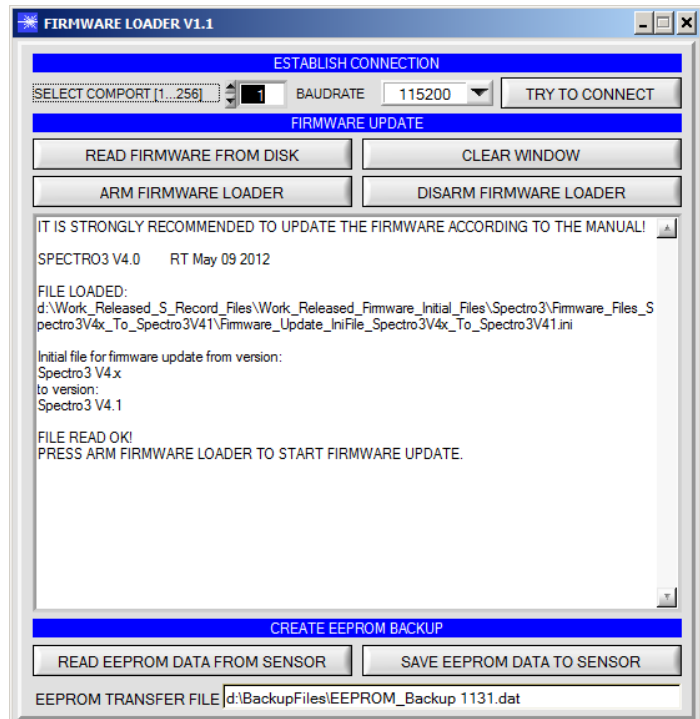 FIRMWARE LOADER V1.1
ESTABLISH CONNECTION
SELECT COMPORT [1...256] 1 BAUDRATE 115200 TRY TO CONNECT
FIRMWARE UPDATE
READ FIRMWARE FROM DISK CLEAR WINDOW
ARM FIRMWARE LOADER DISARM FIRMWARE LOADER
IT IS STRONGLY RECOMMENDED TO UPDATE THE FIRMWARE ACCORDING TO THE MANUAL!
SPECTRO3 V4.0 RT May 09 2012
FILE LOADED:
d:\Work_Released_S_Record_Files\Work_Released_Firmware_Initial_Files\Spectro3\Firmware_Files_S
pectro3V4x_To_Spectro3V41\Firmware_Update_IniFile_Spectro3V4x_To_Spectro3V41.ini
Initial file for firmware update from version:
Spectro3 V4.x
to version:
Spectro3 V4.1
FILE READ OK!
PRESS ARM FIRMWARE LOADER TO START FIRMWARE UPDATE.
CREATE EEPROM BACKUP
READ EEPROM DATA FROM SENSOR SAVE EEPROM DATA TO SENSOR
EEPROM TRANSFER FILE d:\BackupFiles\EEPROM_Backup 1131.dat